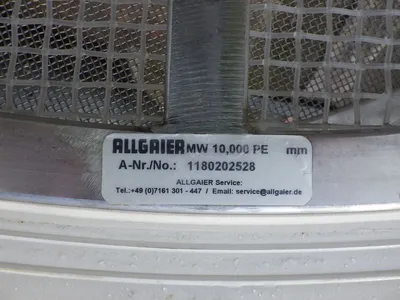 ALLGAIER MW 10,000 PE mm
A-Nr./No.: 1180202528
ALLGAIER Service:
Tel.:+49 (0)7161 301 - 447 / Email: service@allgaier.de